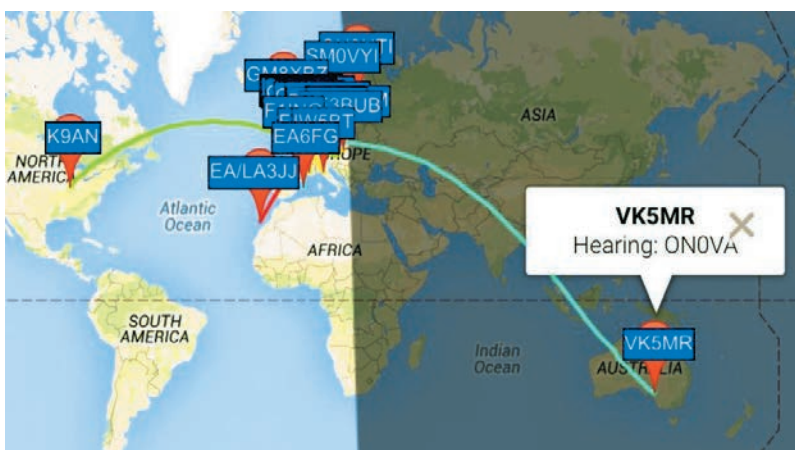 SM0VYI
GM8XBZ
EA6FG
K9AN
EA/LA3JJ
NORTH
AMERICA
ASIA
Atlantic
Ocean
AFRICA
VK5MR
Hearing: ON0VA
SOUTH
AMERICA
Indian
Ocean
VK5MR